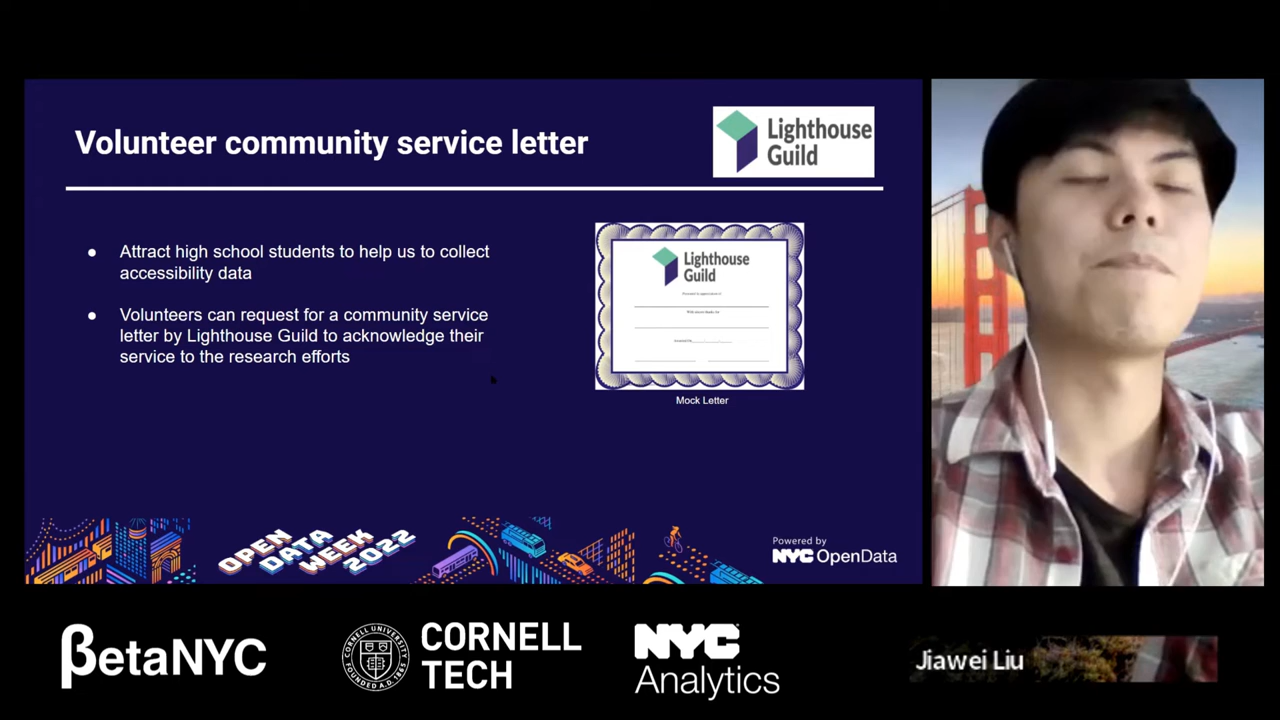 Volunteer community service letter
Lighthouse
Guild
● Attract high school students to help us to collect
accessibility data
● Volunteers can request for a community service
letter by Lighthouse Guild to acknowledge their
service to the research efforts
Lighthouse
Guild
Mock Letter
OPEN
DATA
WEEK
2022
Powered by
NYC OpenData
βetaNYC
CORNELL
TECH
NYC
Analytics
Jiawei Liu